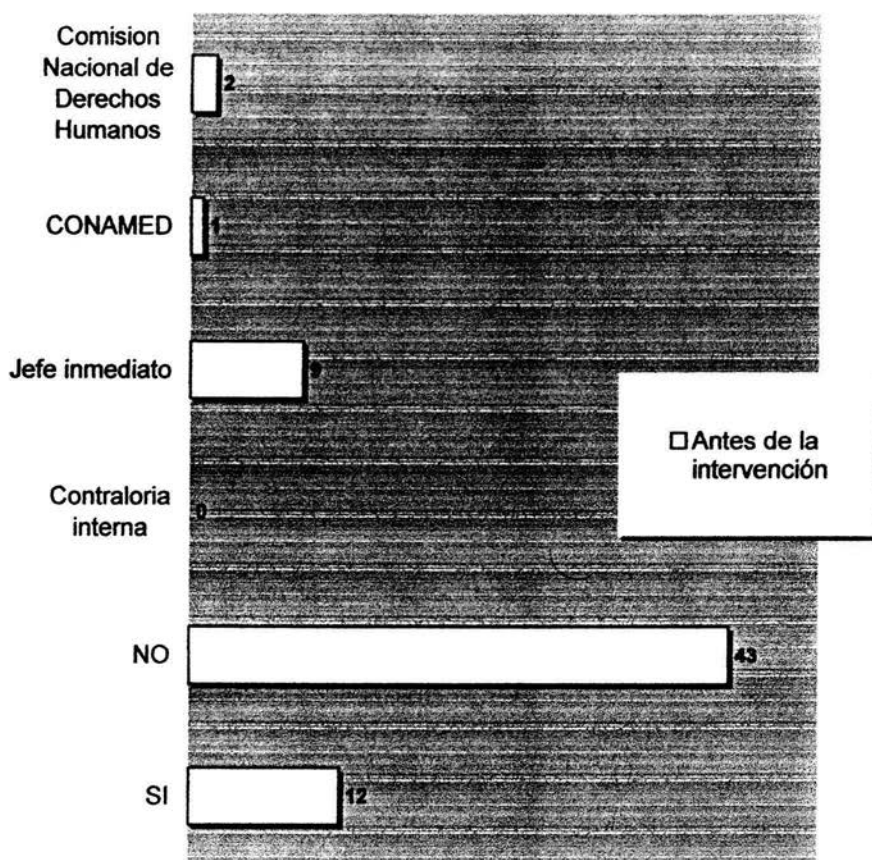 Comision
Nacional de
Derechos
Humanos
2
CONAMED
1
Jefe inmediato
9
Antes de la
intervención
Contraloria
interna
0
NO
43
SI
12